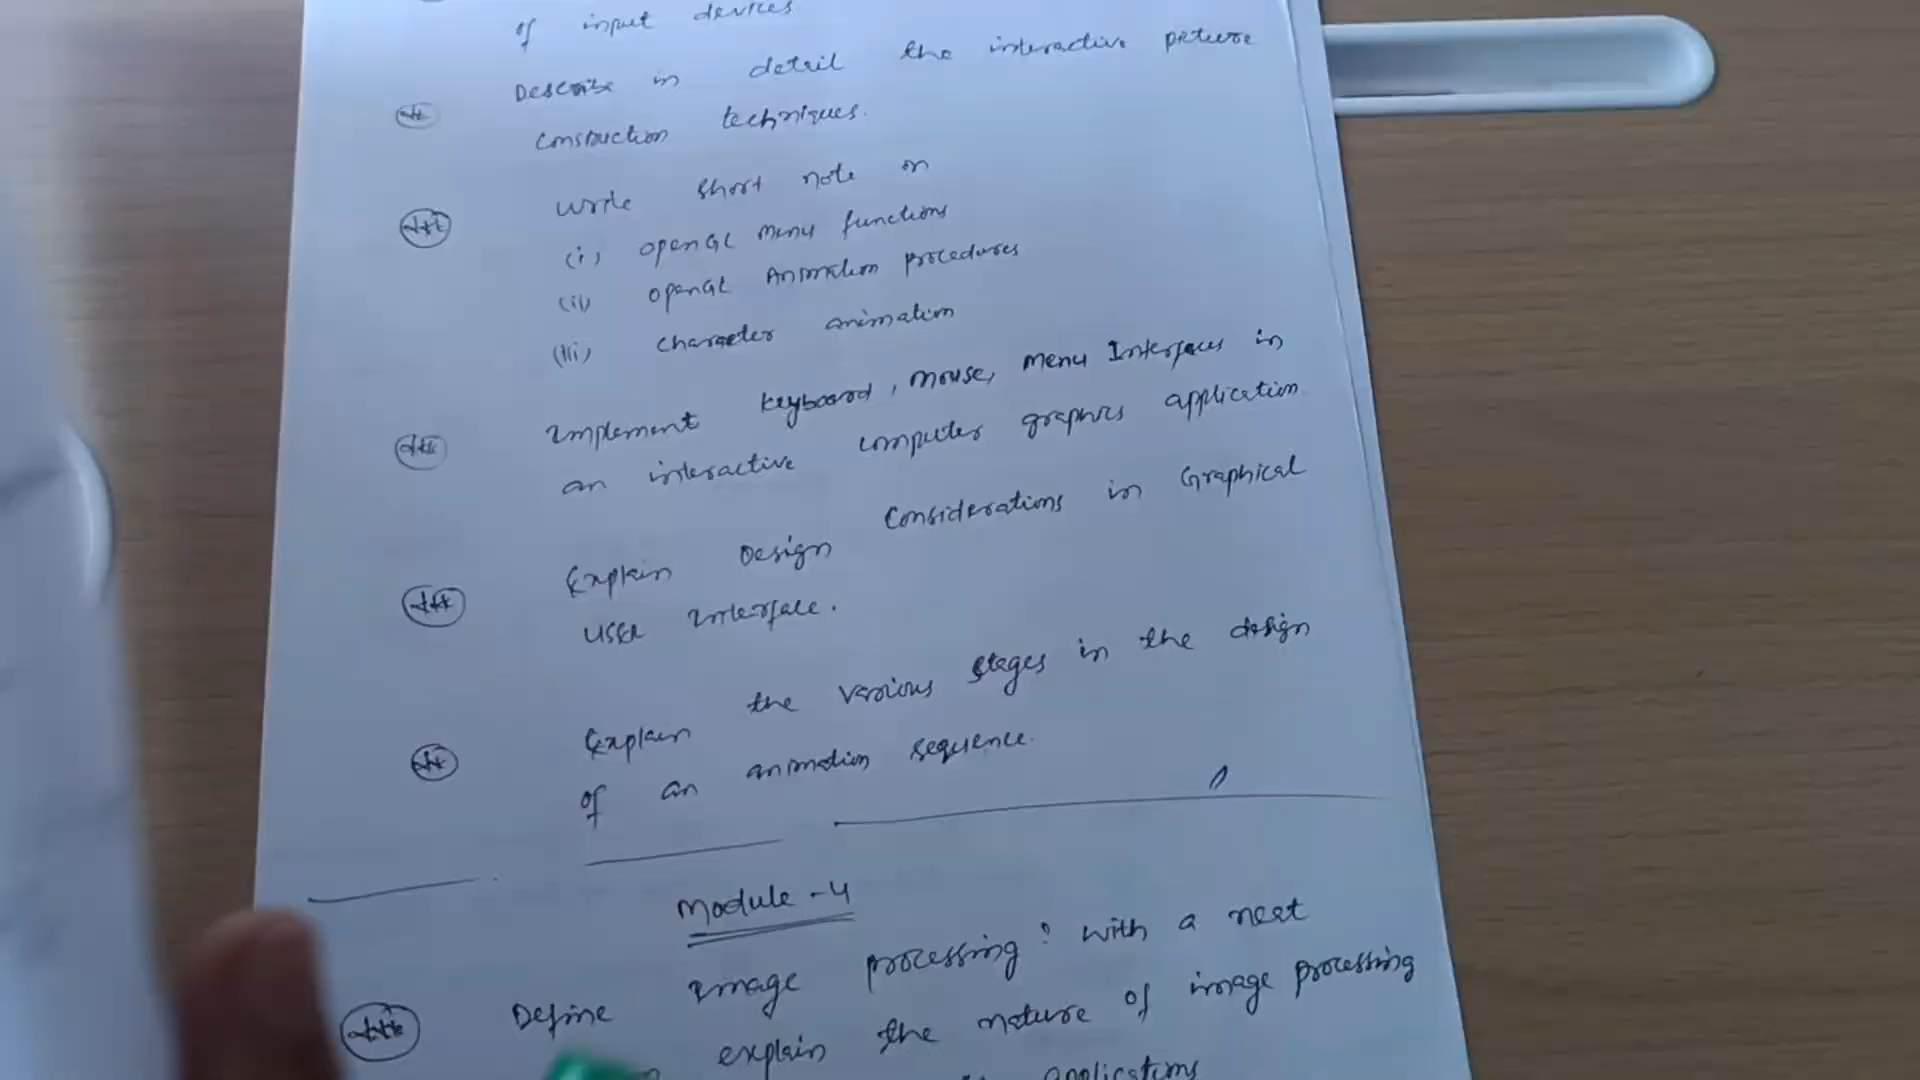 of input devices
** Describe in detail the interactive picture
construction techniques.
*** Write short note on
(i) OpenGL Menu functions
(ii) OpenGL Animation procedures
(iii) character animation
*** Implement keyboard, mouse, menu Interfaces in
an interactive computer graphics application
*** Explain Design Considerations in Graphical
User Interface.
** Explain the various stages in the design
of an animation sequence.
Module - 4
*** Define image processing? With a neat
explain the nature of image processing
applications